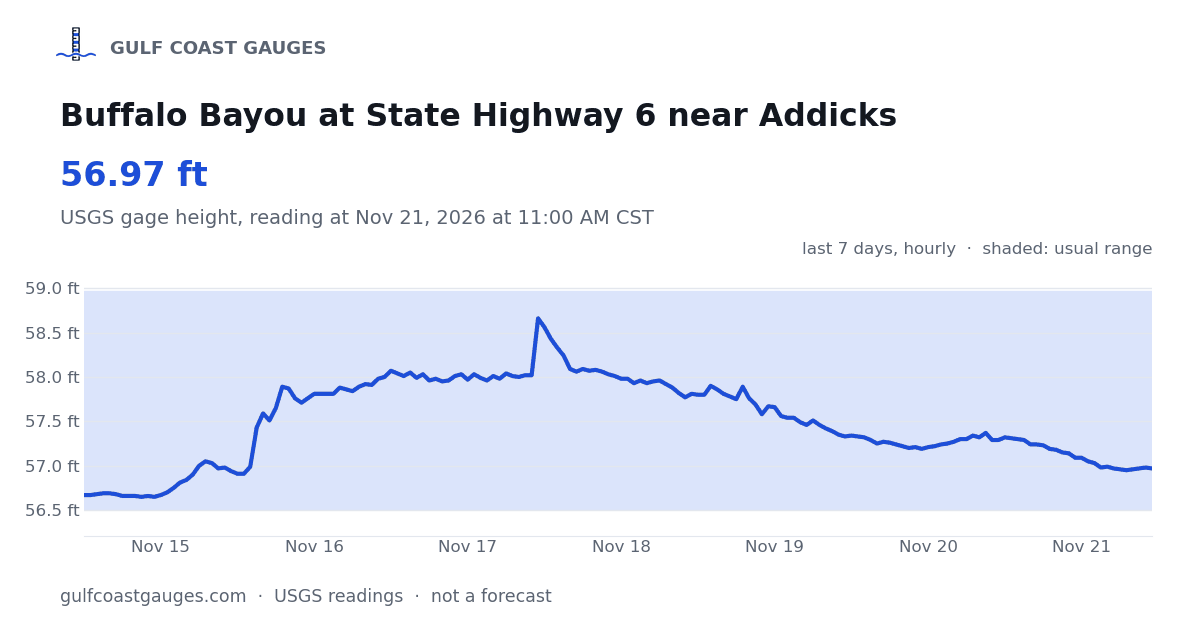 GULF COAST GAUGES
Buffalo Bayou at State Highway 6 near Addicks
56.97 ft
USGS gage height, reading at Nov 21, 2026 at 11:00 AM CST
last 7 days, hourly · shaded: usual range
59.0 ft
58.5 ft
58.0 ft
57.5 ft
57.0 ft
56.5 ft
Nov 15 Nov 16 Nov 17 Nov 18 Nov 19 Nov 20 Nov 21
gulfcoastgauges.com · USGS readings · not a forecast